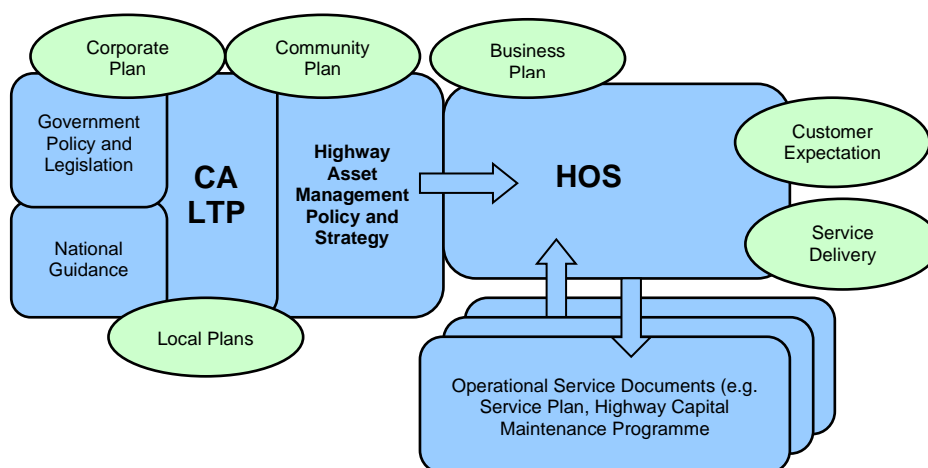 Corporate
Plan
Community
Plan
Business
Plan
Government
Policy and
Legislation
National
Guidance
CA
LTP
Highway
Asset
Management
Policy and
Strategy
HOS
Customer
Expectation
Service
Delivery
Local Plans
Operational Service Documents (e.g.
Service Plan, Highway Capital
Maintenance Programme